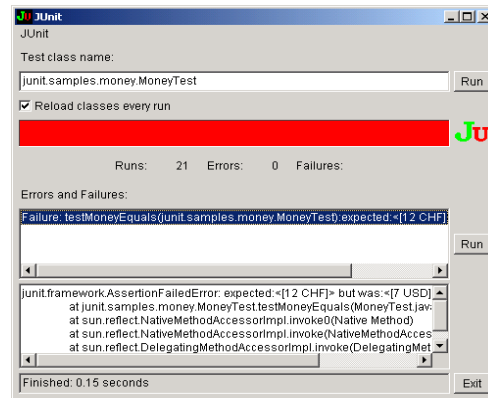 JU JUnit
JUnit
Test class name:
junit.samples.money.MoneyTest
Run
Reload classes every run
JU
Runs: 21 Errors: 0 Failures:
Errors and Failures:
Failure: testMoneyEquals(junit.samples.money.MoneyTest):expected:<[12 CHF]
Run
junit.framework.AssertionFailedError: expected:<[12 CHF]> but was:<[7 USD]
at junit.samples.money.MoneyTest.testMoneyEquals(MoneyTest.jav
at sun.reflect.NativeMethodAccessorImpl.invoke0(Native Method)
at sun.reflect.NativeMethodAccessorImpl.invoke(NativeMethodAcces
at sun.reflect.DelegatingMethodAccessorImpl.invoke(DelegatingMet
Finished: 0.15 seconds
Exit